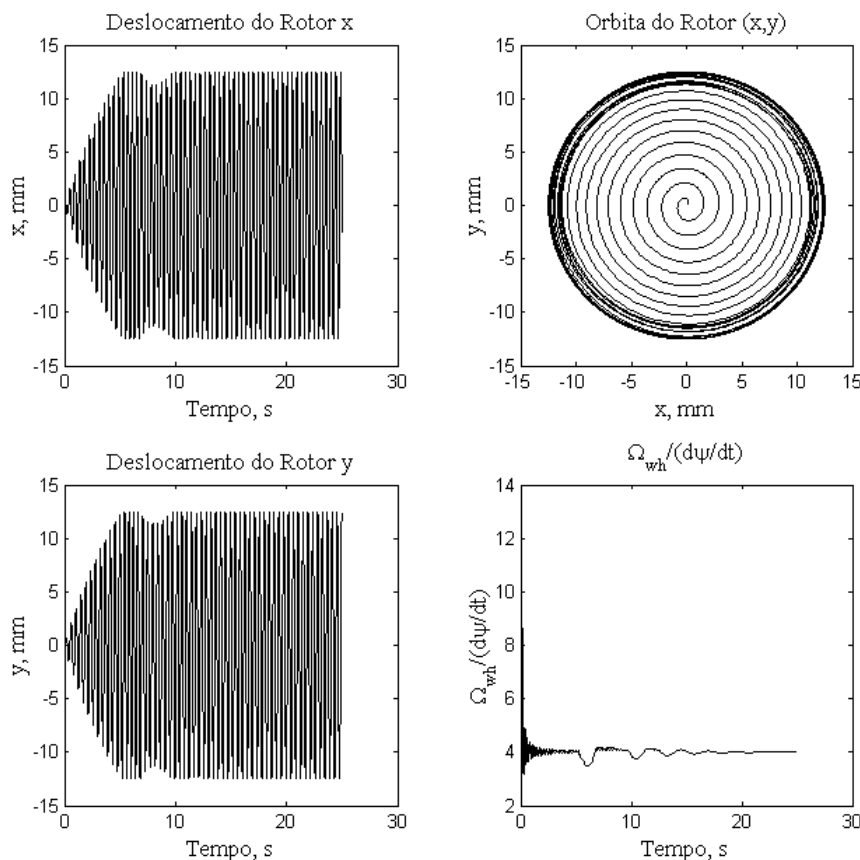 Deslocamento do Rotor x
15
10
5
0
-5
-10
-15
x, mm
0 10 20 30
Tempo, s
Orbita do Rotor (x,y)
15
10
5
0
-5
-10
-15
y, mm
-15 -10 -5 0 5 10 15
x, mm
Deslocamento do Rotor y
15
10
5
0
-5
-10
-15
y, mm
0 10 20 30
Tempo, s
Ω_wh/(dψ/dt)
14
12
10
8
6
4
2
Ω_wh/(dψ/dt)
0 10 20 30
Tempo, s